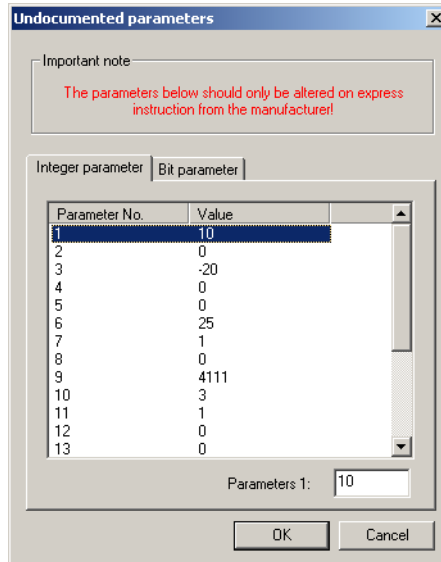 Undocumented parameters
Important note
The parameters below should only be altered on express
instruction from the manufacturer!
Integer parameter Bit parameter
Parameter No. Value
1 10
2 0
3 -20
4 0
5 0
6 25
7 1
8 0
9 4111
10 3
11 1
12 0
13 0
Parameters 1: 10
OK Cancel